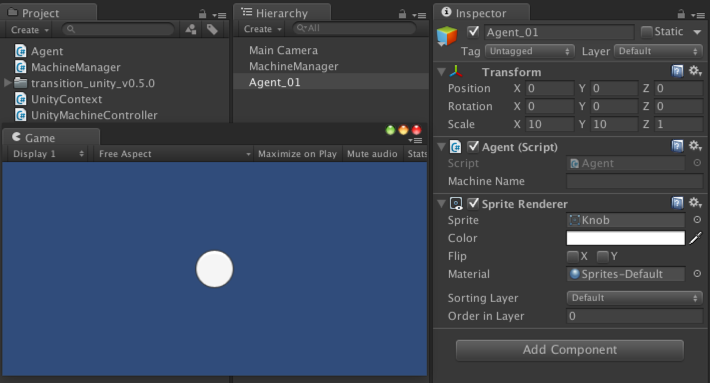 Project
Create
Agent
MachineManager
transition_unity_v0.5.0
UnityContext
UnityMachineController
Hierarchy
Create
All
Main Camera
MachineManager
Agent_01
Game
Display 1
Free Aspect
Maximize on Play
Mute audio
Stats
Inspector
Agent_01
Static
Tag
Untagged
Layer
Default
Transform
Position X 0 Y 0 Z 0
Rotation X 0 Y 0 Z 0
Scale X 10 Y 10 Z 1
Agent (Script)
Script
Agent
Machine Name
Sprite Renderer
Sprite
Knob
Color
Flip
X Y
Material
Sprites-Default
Sorting Layer
Default
Order in Layer
0
Add Component